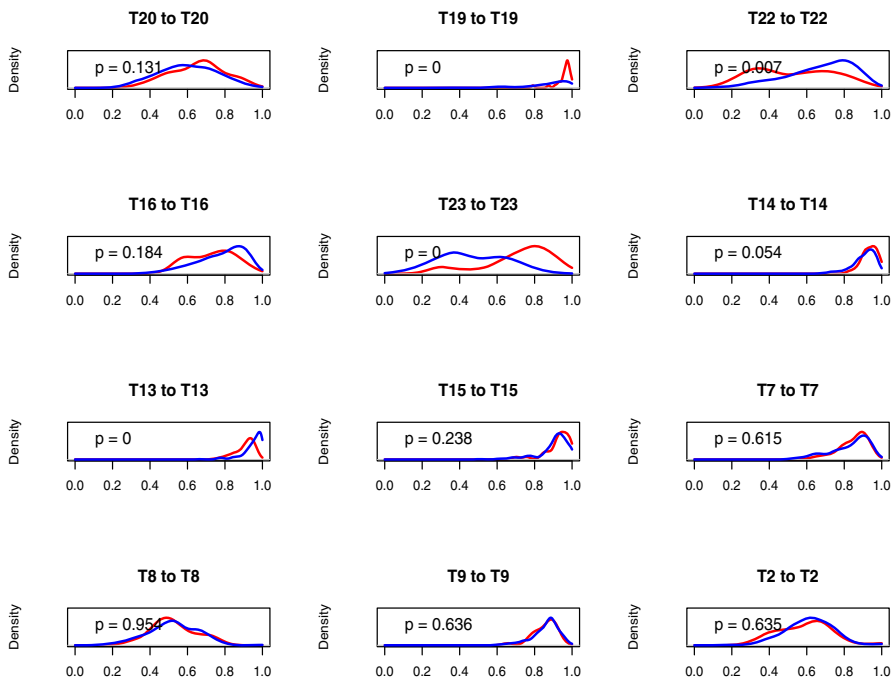 T20 to T20 T19 to T19 T22 to T22
Density p = 0.131 p = 0 Density p = 0.007
0.0 0.2 0.4 0.6 0.8 1.0 0.0 0.2 0.4 0.6 0.8 1.0 0.0 0.2 0.4 0.6 0.8 1.0
T16 to T16 T23 to T23 T14 to T14
Density p = 0.184 Density p = 0 Density p = 0.054
0.0 0.2 0.4 0.6 0.8 1.0 0.0 0.2 0.4 0.6 0.8 1.0 0.0 0.2 0.4 0.6 0.8 1.0
T13 to T13 T15 to T15 T7 to T7
Density p = 0 Density p = 0.238 Density p = 0.615
0.0 0.2 0.4 0.6 0.8 1.0 0.0 0.2 0.4 0.6 0.8 1.0 0.0 0.2 0.4 0.6 0.8 1.0
T8 to T8 T9 to T9 T2 to T2
Density p = 0.954 Density p = 0.636 Density p = 0.635
0.0 0.2 0.4 0.6 0.8 1.0 0.0 0.2 0.4 0.6 0.8 1.0 0.0 0.2 0.4 0.6 0.8 1.0